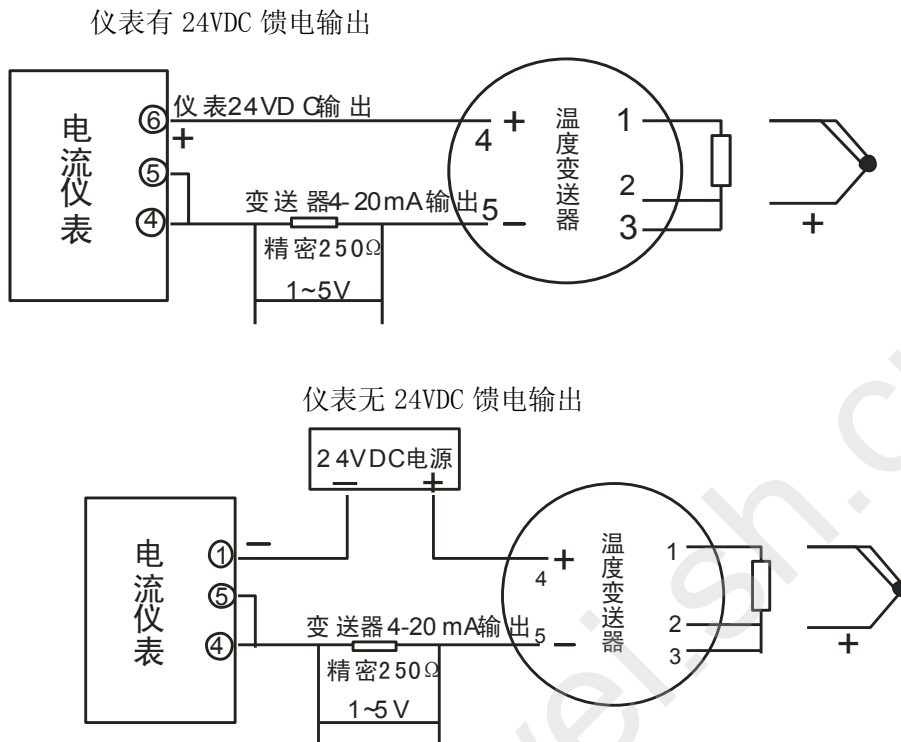 仪表有 24VDC 馈电输出
电流仪表
⑥
仪表24VDC输出
+
⑤
④
变送器4-20mA输出
精密250Ω
1~5V
4
+
5
−
温度变送器
1
2
3
+
仪表无 24VDC 馈电输出
24VDC电源
−
+
电流仪表
①
−
⑤
④
变送器4-20mA输出
精密250Ω
1~5V
4
+
5
−
温度变送器
1
2
3
+